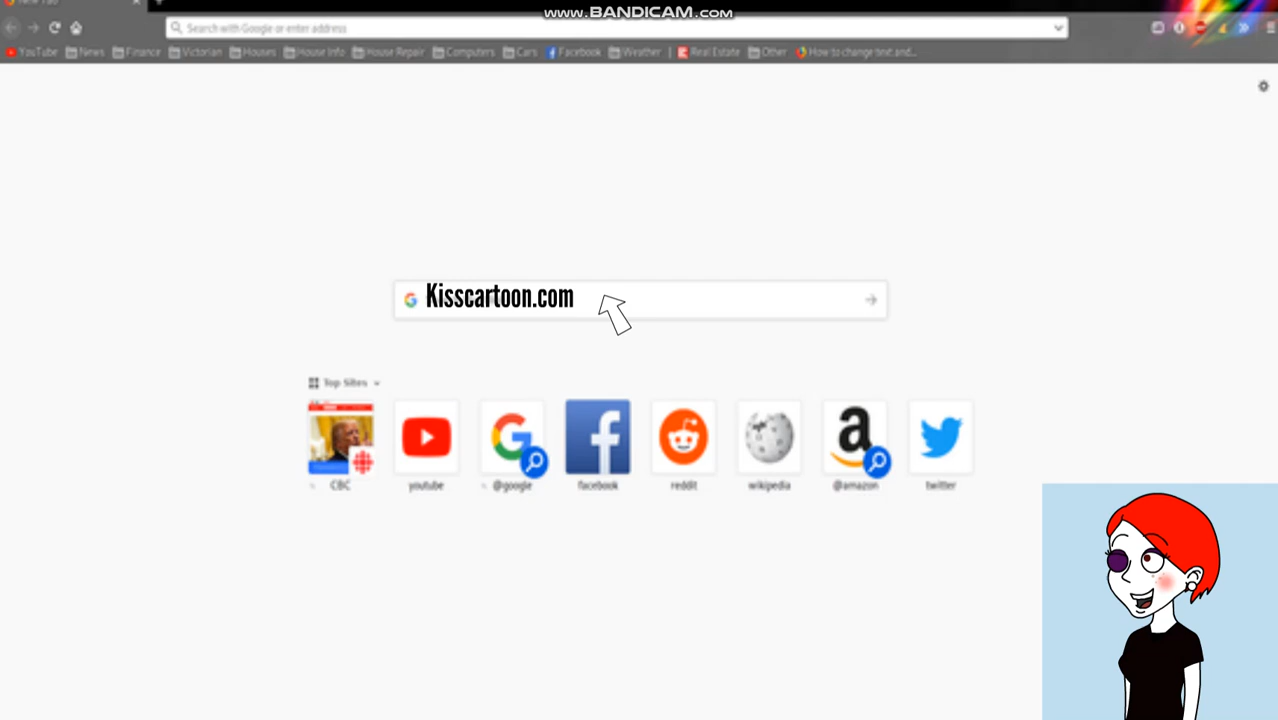 New Tab
www.BANDICAM.com
Search with Google or enter address
YouTube News Finance Victorian Houses House Info House Repair Computers Cars Facebook Weather Real Estate Other How to change text and...
Kisscartoon.com
Top Sites
CBC youtube @google facebook reddit wikipedia @amazon twitter